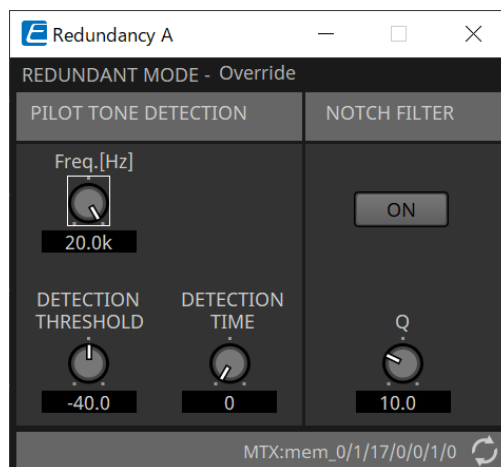 Redundancy A
REDUNDANT MODE - Override
PILOT TONE DETECTION
NOTCH FILTER
Freq.[Hz]
20.0k
ON
DETECTION THRESHOLD
DETECTION TIME
Q
-40.0
0
10.0
MTX:mem_0/1/17/0/0/1/0